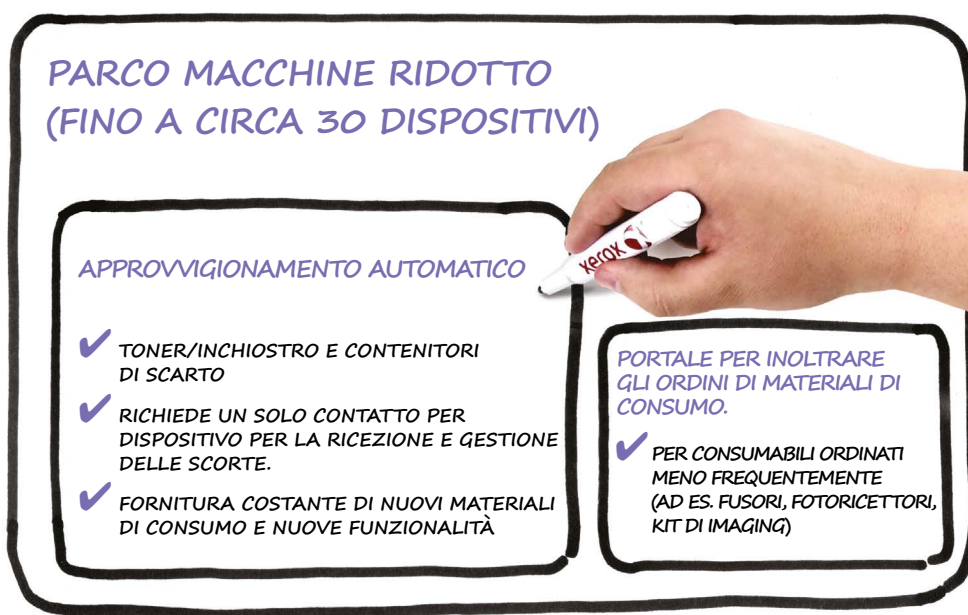 PARCO MACCHINE RIDOTTO
(FINO A CIRCA 30 DISPOSITIVI)
xerox
APPROVVIGIONAMENTO AUTOMATICO
✔ TONER/INCHIOSTRO E CONTENITORI
DI SCARTO
✔ RICHIEDE UN SOLO CONTATTO PER
DISPOSITIVO PER LA RICEZIONE E GESTIONE
DELLE SCORTE.
✔ FORNITURA COSTANTE DI NUOVI MATERIALI
DI CONSUMO E NUOVE FUNZIONALITÀ
PORTALE PER INOLTRARE
GLI ORDINI DI MATERIALI DI
CONSUMO.
✔ PER CONSUMABILI ORDINATI
MENO FREQUENTEMENTE
(AD ES. FUSORI, FOTORICETTORI,
KIT DI IMAGING)